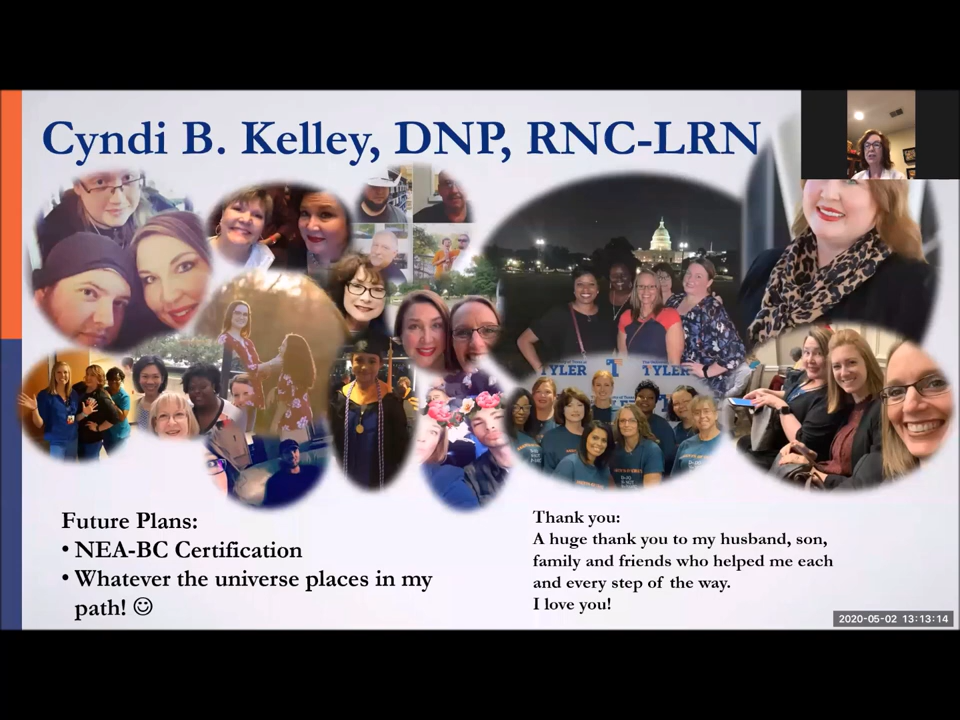 Cyndi B. Kelley, DNP, RNC-LRN
TYLER
TYLER
Future Plans:
• NEA-BC Certification
• Whatever the universe places in my
path! ☺
Thank you:
A huge thank you to my husband, son,
family and friends who helped me each
and every step of the way.
I love you!
2020-05-02 13:13:14